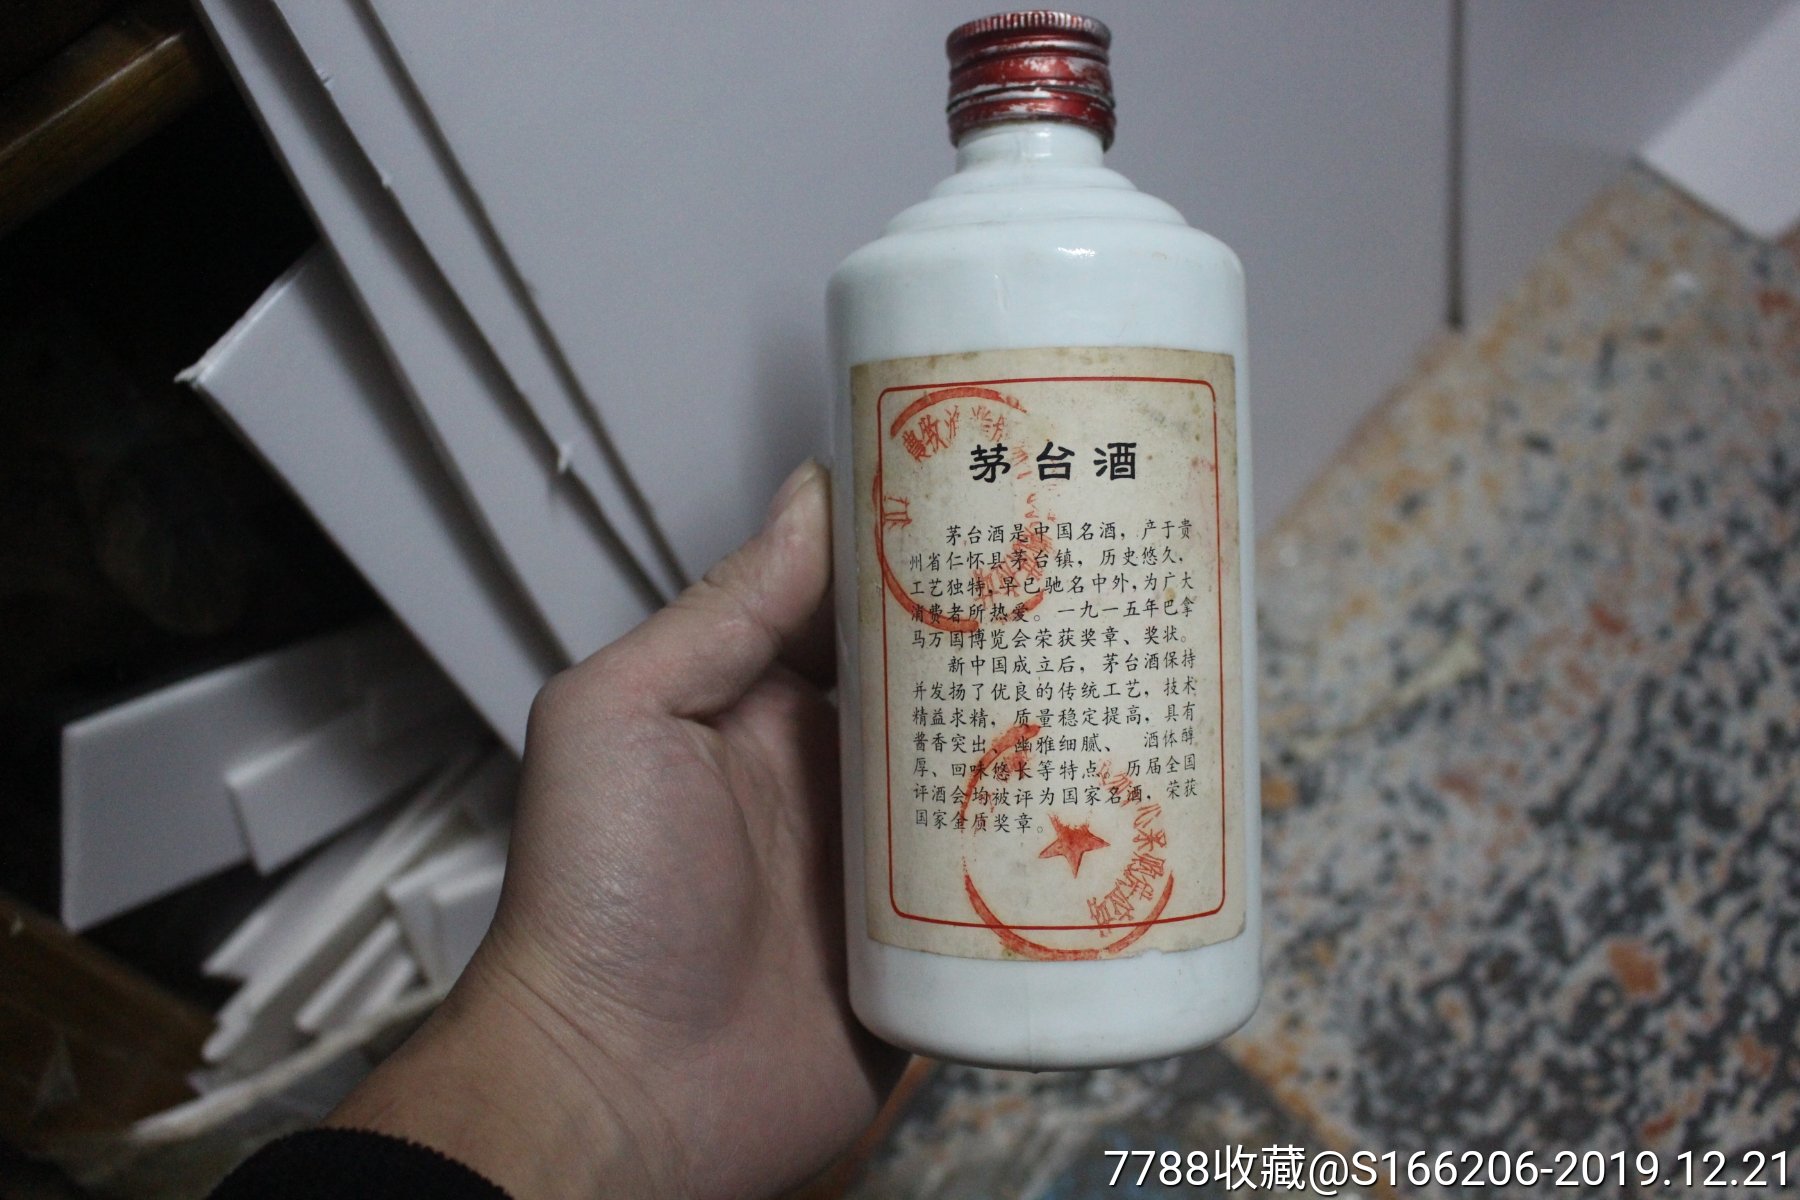 茅台酒
茅台酒是中国名酒，产于贵
州省仁怀县茅台镇，历史悠久，
工艺独特，早已驰名中外，为广大
消费者所热爱。一九一五年巴拿
马万国博览会荣获奖章、奖状。
新中国成立后，茅台酒保持
并发扬了优良的传统工艺，技术
精益求精，质量稳定提高，具有
酱香突出、幽雅细腻、酒体醇
厚、回味悠长等特点。历届全国
评酒会均被评为国家名酒，荣获
国家金质奖章。
7788收藏@S166206-2019.12.21